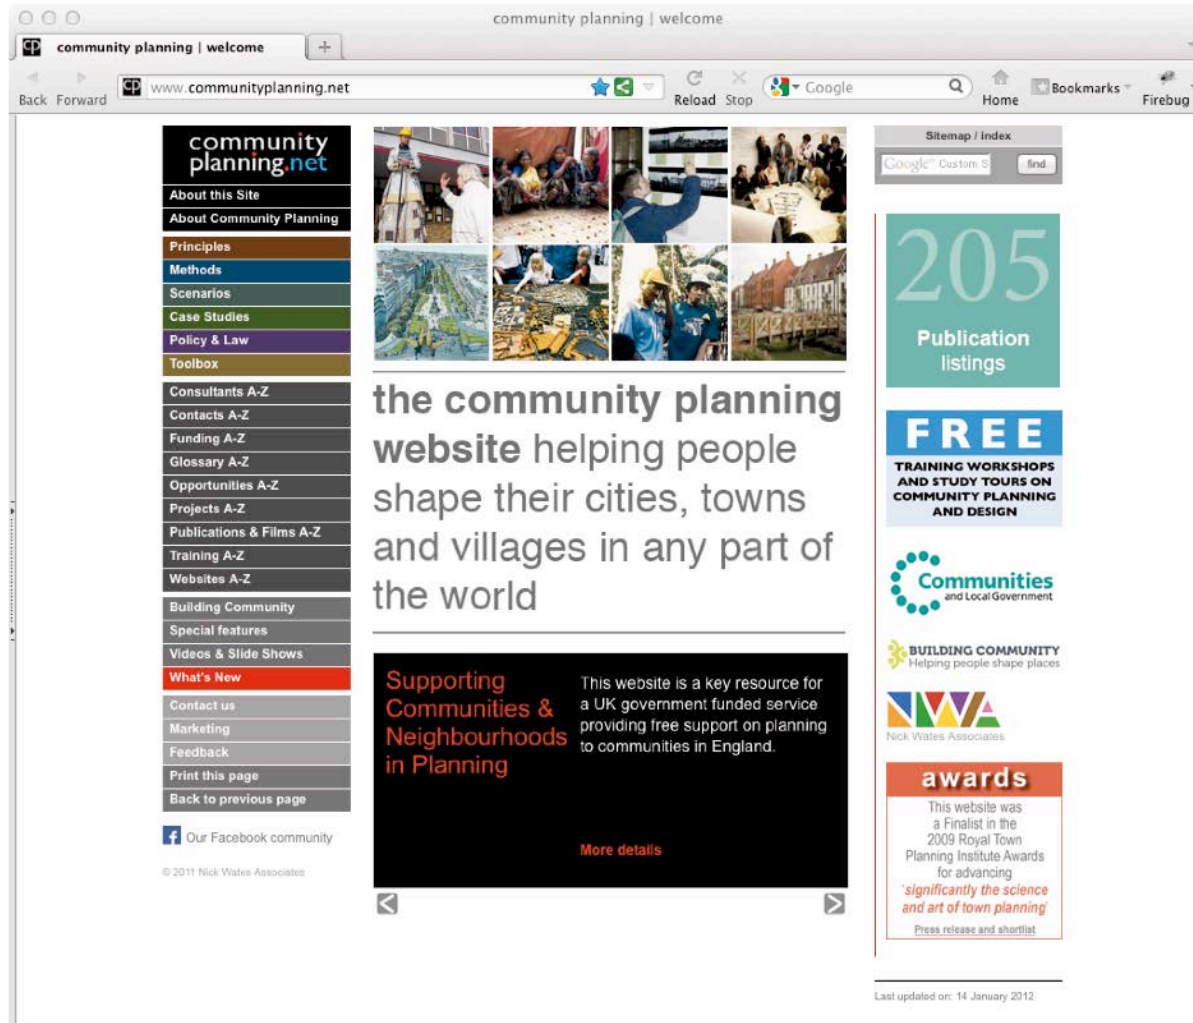 community planning | welcome
CP community planning | welcome +
Back Forward CP www.communityplanning.net Reload Stop Google Home Bookmarks Firebug
community
planning.net
About this Site
About Community Planning
Principles
Methods
Scenarios
Case Studies
Policy & Law
Toolbox
Consultants A-Z
Contacts A-Z
Funding A-Z
Glossary A-Z
Opportunities A-Z
Projects A-Z
Publications & Films A-Z
Training A-Z
Websites A-Z
Building Community
Special features
Videos & Slide Shows
What's New
Contact us
Marketing
Feedback
Print this page
Back to previous page
f Our Facebook community
© 2011 Nick Wates Associates
the community planning
website helping people
shape their cities, towns
and villages in any part of
the world
Supporting
Communities &
Neighbourhoods
in Planning
This website is a key resource for
a UK government funded service
providing free support on planning
to communities in England.
More details
Sitemap / index
Google™ Custom S find
205
Publication
listings
FREE
TRAINING WORKSHOPS
AND STUDY TOURS ON
COMMUNITY PLANNING
AND DESIGN
Communities
and Local Government
BUILDING COMMUNITY
Helping people shape places
NWA
Nick Wates Associates
awards
This website was
a Finalist in the
2009 Royal Town
Planning Institute Awards
for advancing
'significantly the science
and art of town planning'
Press release and shortlist
Last updated on: 14 January 2012